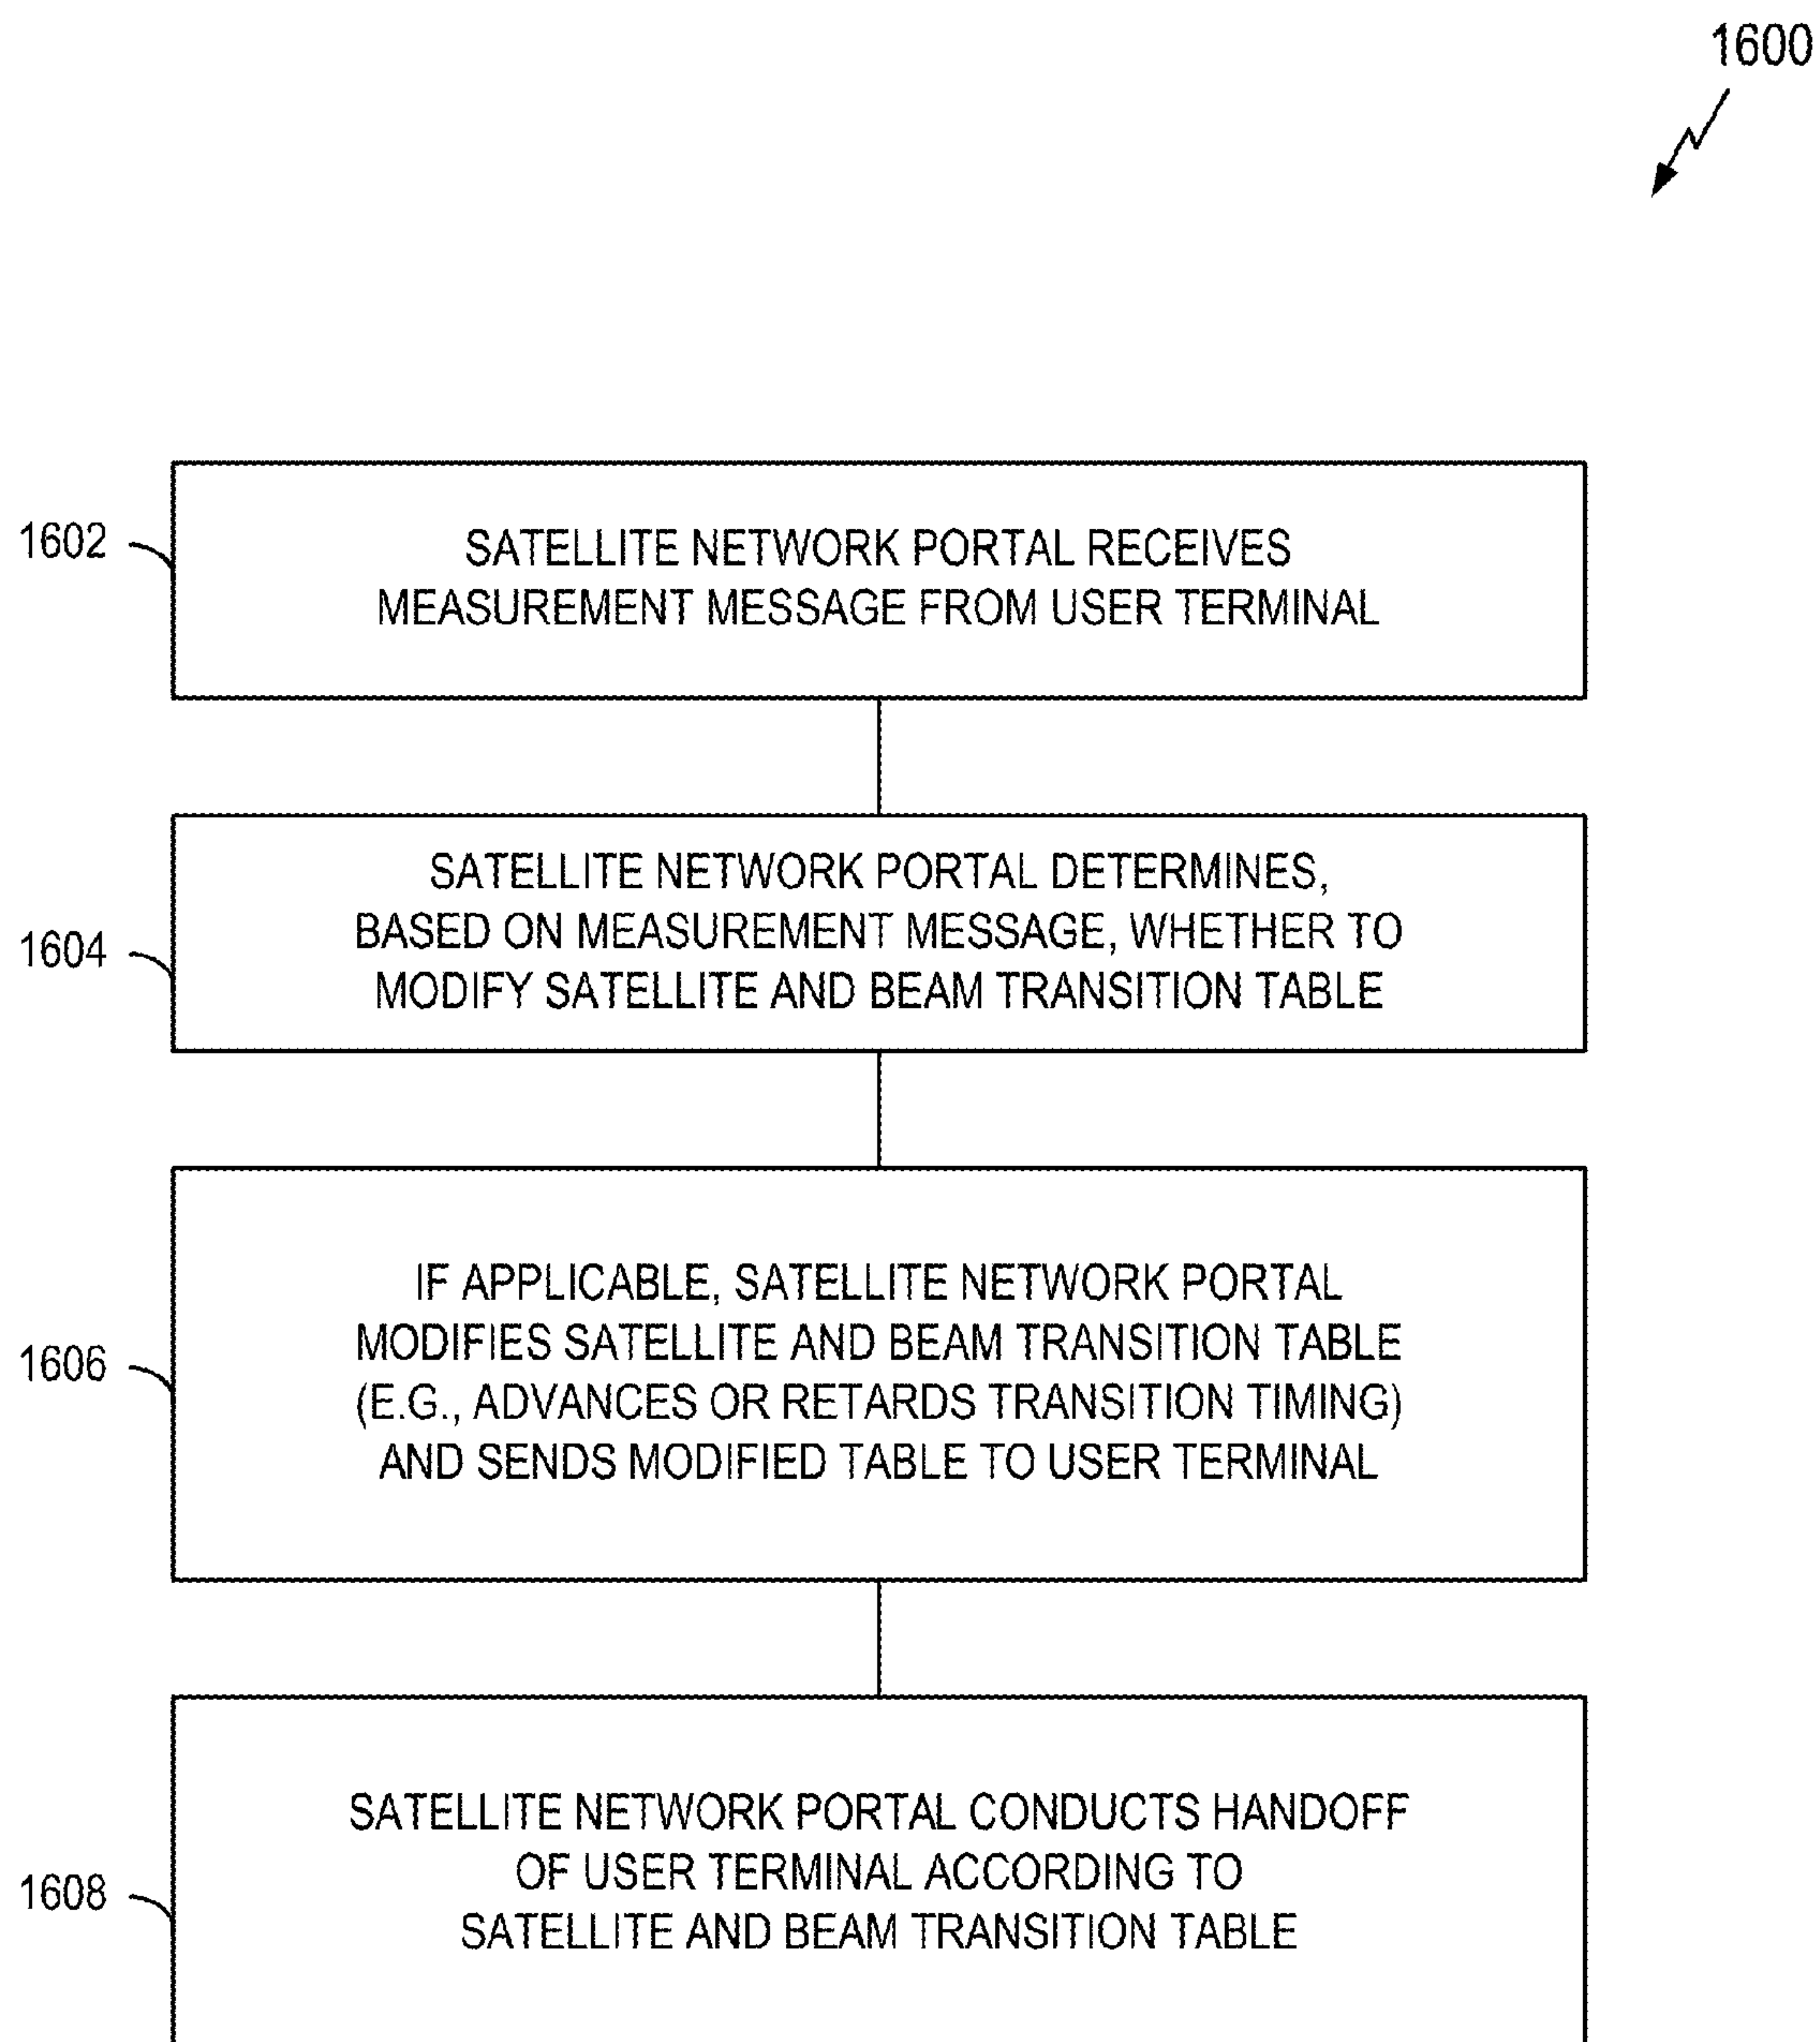 1600
1602
SATELLITE NETWORK PORTAL RECEIVES
MEASUREMENT MESSAGE FROM USER TERMINAL
1604
SATELLITE NETWORK PORTAL DETERMINES,
BASED ON MEASUREMENT MESSAGE, WHETHER TO
MODIFY SATELLITE AND BEAM TRANSITION TABLE
1606
IF APPLICABLE, SATELLITE NETWORK PORTAL
MODIFIES SATELLITE AND BEAM TRANSITION TABLE
(E.G., ADVANCES OR RETARDS TRANSITION TIMING)
AND SENDS MODIFIED TABLE TO USER TERMINAL
1608
SATELLITE NETWORK PORTAL CONDUCTS HANDOFF
OF USER TERMINAL ACCORDING TO
SATELLITE AND BEAM TRANSITION TABLE